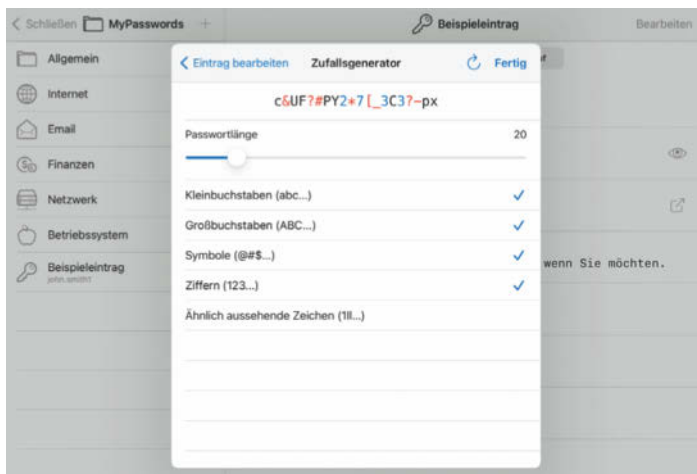 Schließen MyPasswords + Beispieleintrag Bearbeiten
Allgemein
Internet
Email
Finanzen
Netzwerk
Betriebssystem
Beispieleintrag
john.smith1
Eintrag bearbeiten Zufallsgenerator Fertig
c&UF?#PY2*7[_3C3?-px
Passwortlänge 20
Kleinbuchstaben (abc...)
Großbuchstaben (ABC...)
Symbole (@#$...)
Ziffern (123...)
Ähnlich aussehende Zeichen (1Il...)
wenn Sie möchten.